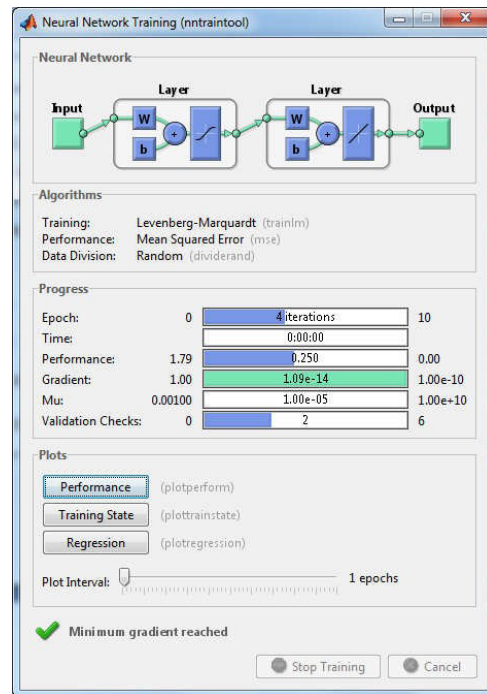 Neural Network Training (nntraintool)
Neural Network
Layer Layer
Input Output
W W
b b
Algorithms
Training: Levenberg-Marquardt (trainlm)
Performance: Mean Squared Error (mse)
Data Division: Random (dividerand)
Progress
Epoch: 0 4 iterations 10
Time: 0:00:00
Performance: 1.79 0.250 0.00
Gradient: 1.00 1.09e-14 1.00e-10
Mu: 0.00100 1.00e-05 1.00e+10
Validation Checks: 0 2 6
Plots
Performance (plotperform)
Training State (plottrainstate)
Regression (plotregression)
Plot Interval: 1 epochs
Minimum gradient reached
Stop Training Cancel